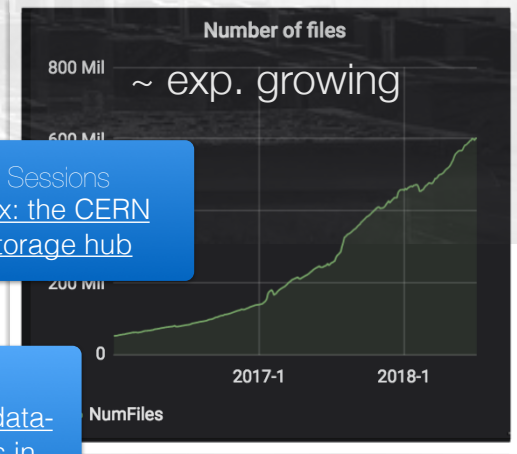 Number of files
800 Mil
~ exp. growing
600 Mil
Sessions
x: the CERN
torage hub
200 Mil
0
2017-1
2018-1
NumFiles
data-
s in